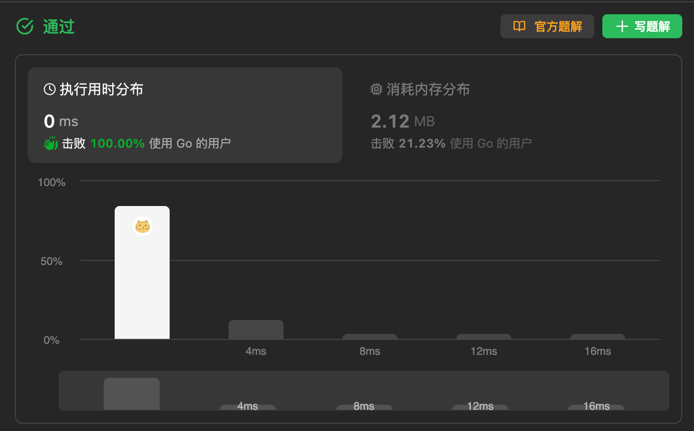 通过
官方题解
写题解
执行用时分布
0 ms
击败 100.00% 使用 Go 的用户
消耗内存分布
2.12 MB
击败 21.23% 使用 Go 的用户
100%
50%
0%
4ms 8ms 12ms 16ms
4ms 8ms 12ms 16ms